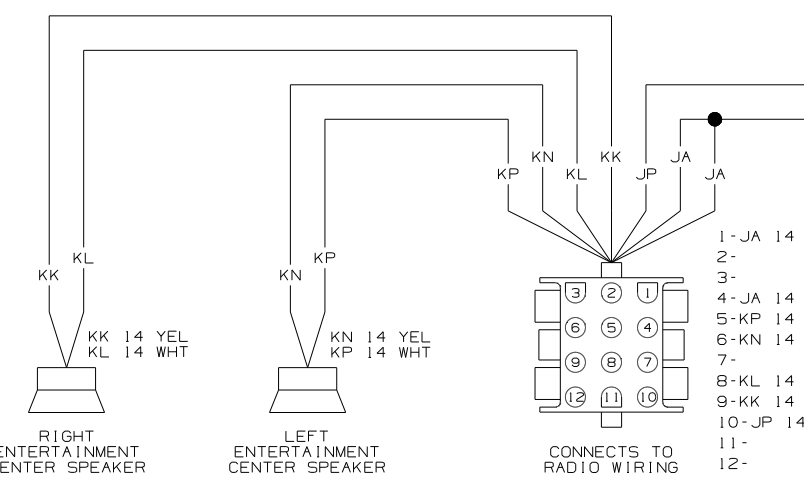 KP
KN
KL
KK
JP
JA
JA
KK
KL
KN
KP
KK 14 YEL
KL 14 WHT
KN 14 YEL
KP 14 WHT
RIGHT
ENTERTAINMENT
CENTER SPEAKER
LEFT
ENTERTAINMENT
CENTER SPEAKER
3 2 1
6 5 4
9 8 7
12 11 10
CONNECTS TO
RADIO WIRING
1-JA 14
2-
3-
4-JA 14
5-KP 14
6-KN 14
7-
8-KL 14
9-KK 14
10-JP 14
11-
12-